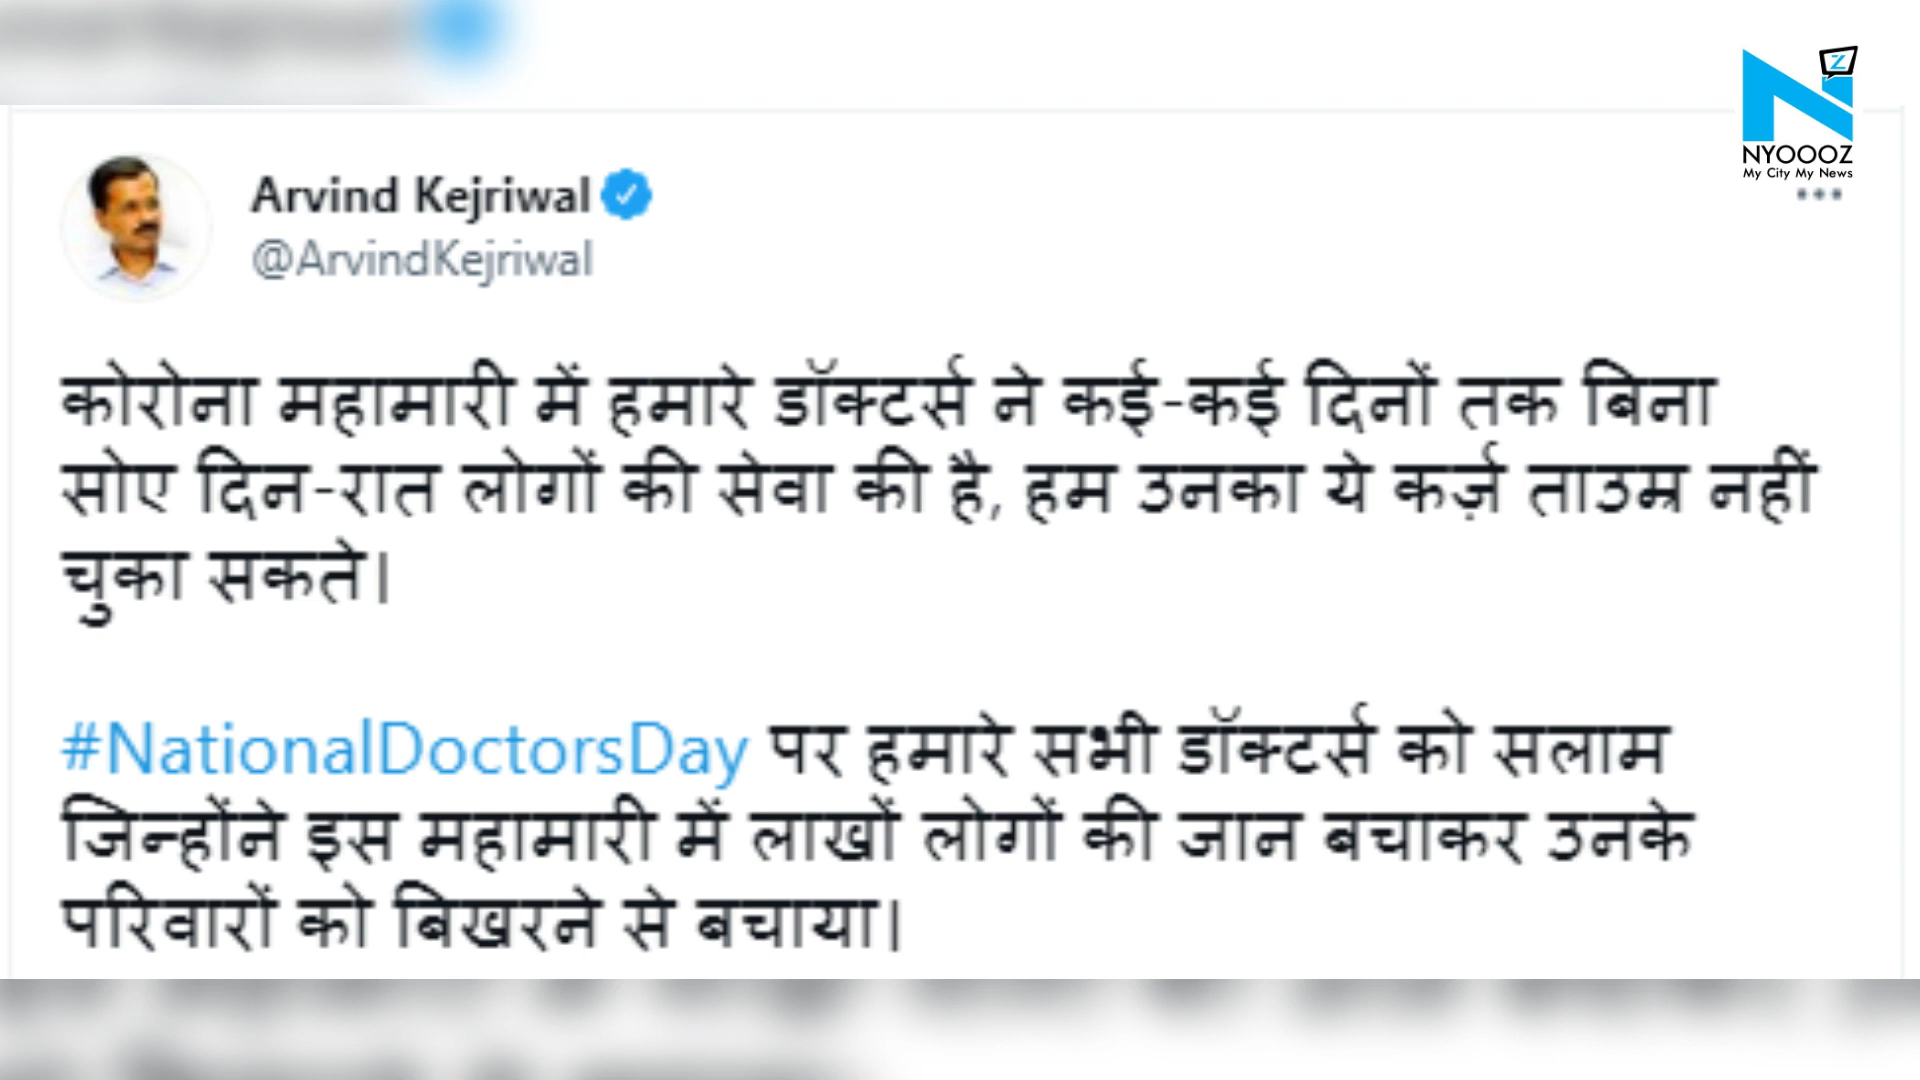 Z
NYOOOZ
My City My News
Arvind Kejriwal
@ArvindKejriwal
कोरोना महामारी में हमारे डॉक्टर्स ने कई-कई दिनों तक बिना
सोए दिन-रात लोगों की सेवा की है, हम उनका ये कर्ज़ ताउम्र नहीं
चुका सकते।
#NationalDoctorsDay पर हमारे सभी डॉक्टर्स को सलाम
जिन्होंने इस महामारी में लाखों लोगों की जान बचाकर उनके
परिवारों को बिखरने से बचाया।